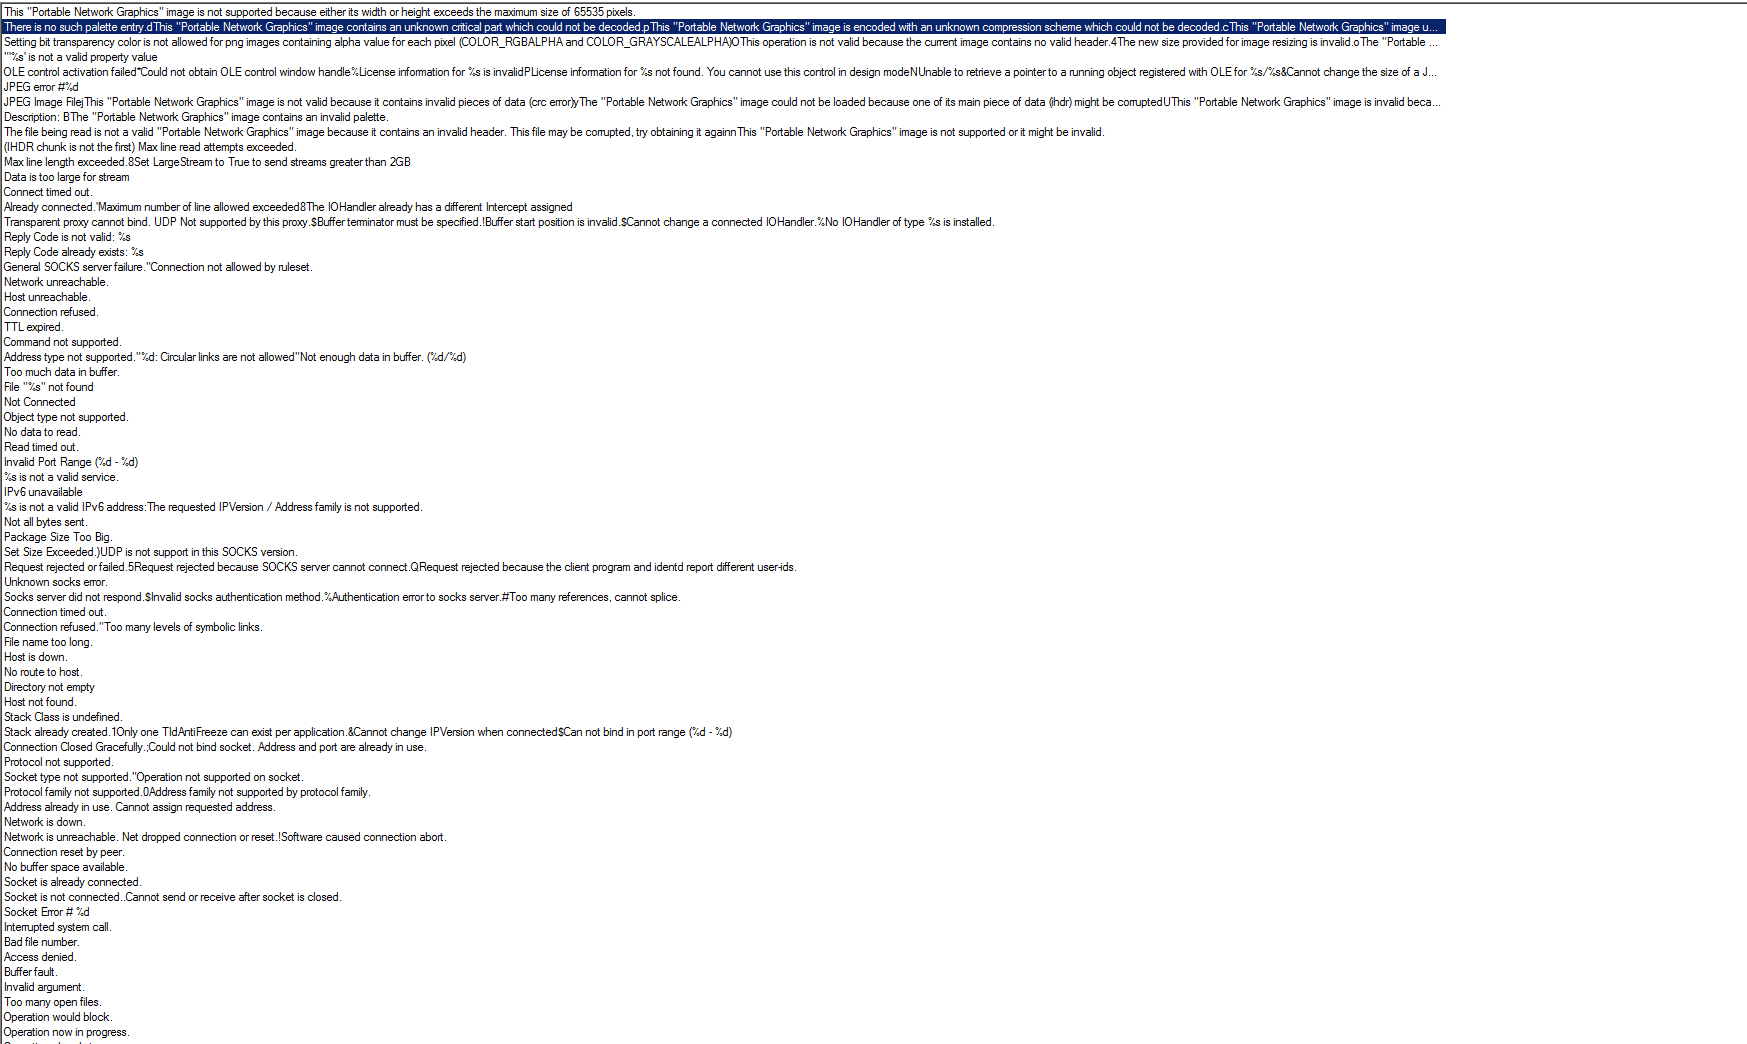 This "Portable Network Graphics" image is not supported because either its width or height exceeds the maximum size of 65535 pixels.
There is no such palette entry.dThis "Portable Network Graphics" image contains an unknown critical part which could not be decoded.pThis "Portable Network Graphics" image is encoded with an unknown compression scheme which could not be decoded.cThis "Portable Network Graphics" image u...
Setting bit transparency color is not allowed for png images containing alpha value for each pixel (COLOR_RGBALPHA and COLOR_GRAYSCALEALPHA)OThis operation is not valid because the current image contains no valid header.4The new size provided for image resizing is invalid.oThe "Portable ...
"'%s' is not a valid property value
OLE control activation failed*Could not obtain OLE control window handle%License information for %s is invalidPLicense information for %s not found. You cannot use this control in design modeNUnable to retrieve a pointer to a running object registered with OLE for %s/%s&Cannot change the size of a J...
JPEG error #%d
JPEG Image FilejThis "Portable Network Graphics" image is not valid because it contains invalid pieces of data (crc error)yThe "Portable Network Graphics" image could not be loaded because one of its main piece of data (ihdr) might be corruptedUThis "Portable Network Graphics" image is invalid beca...
Description: BThe "Portable Network Graphics" image contains an invalid palette.
The file being read is not a valid "Portable Network Graphics" image because it contains an invalid header. This file may be corrupted, try obtaining it againnThis "Portable Network Graphics" image is not supported or it might be invalid.
(IHDR chunk is not the first) Max line read attempts exceeded.
Max line length exceeded.8Set LargeStream to True to send streams greater than 2GB
Data is too large for stream
Connect timed out.
Already connected.'Maximum number of line allowed exceeded8The IOHandler already has a different Intercept assigned
Transparent proxy cannot bind. UDP Not supported by this proxy.$Buffer terminator must be specified.!Buffer start position is invalid.$Cannot change a connected IOHandler.%No IOHandler of type %s is installed.
Reply Code is not valid: %s
Reply Code already exists: %s
General SOCKS server failure."Connection not allowed by ruleset.
Network unreachable.
Host unreachable.
Connection refused.
TTL expired.
Command not supported.
Address type not supported."%d: Circular links are not allowed"Not enough data in buffer. (%d/%d)
Too much data in buffer.
File "%s" not found
Not Connected
Object type not supported.
No data to read.
Read timed out.
Invalid Port Range (%d - %d)
%s is not a valid service.
IPv6 unavailable
%s is not a valid IPv6 address:The requested IPVersion / Address family is not supported.
Not all bytes sent.
Package Size Too Big.
Set Size Exceeded.)UDP is not support in this SOCKS version.
Request rejected or failed.5Request rejected because SOCKS server cannot connect.QRequest rejected because the client program and identd report different user-ids.
Unknown socks error.
Socks server did not respond.$Invalid socks authentication method.%Authentication error to socks server.#Too many references, cannot splice.
Connection timed out.
Connection refused."Too many levels of symbolic links.
File name too long.
Host is down.
No route to host.
Directory not empty
Host not found.
Stack Class is undefined.
Stack already created.1Only one TIdAntiFreeze can exist per application.&Cannot change IPVersion when connected$Can not bind in port range (%d - %d)
Connection Closed Gracefully.;Could not bind socket. Address and port are already in use.
Protocol not supported.
Socket type not supported."Operation not supported on socket.
Protocol family not supported.0Address family not supported by protocol family.
Address already in use. Cannot assign requested address.
Network is down.
Network is unreachable. Net dropped connection or reset.!Software caused connection abort.
Connection reset by peer.
No buffer space available.
Socket is already connected.
Socket is not connected..Cannot send or receive after socket is closed.
Socket Error # %d
Interrupted system call.
Bad file number.
Access denied.
Buffer fault.
Invalid argument.
Too many open files.
Operation would block.
Operation now in progress.